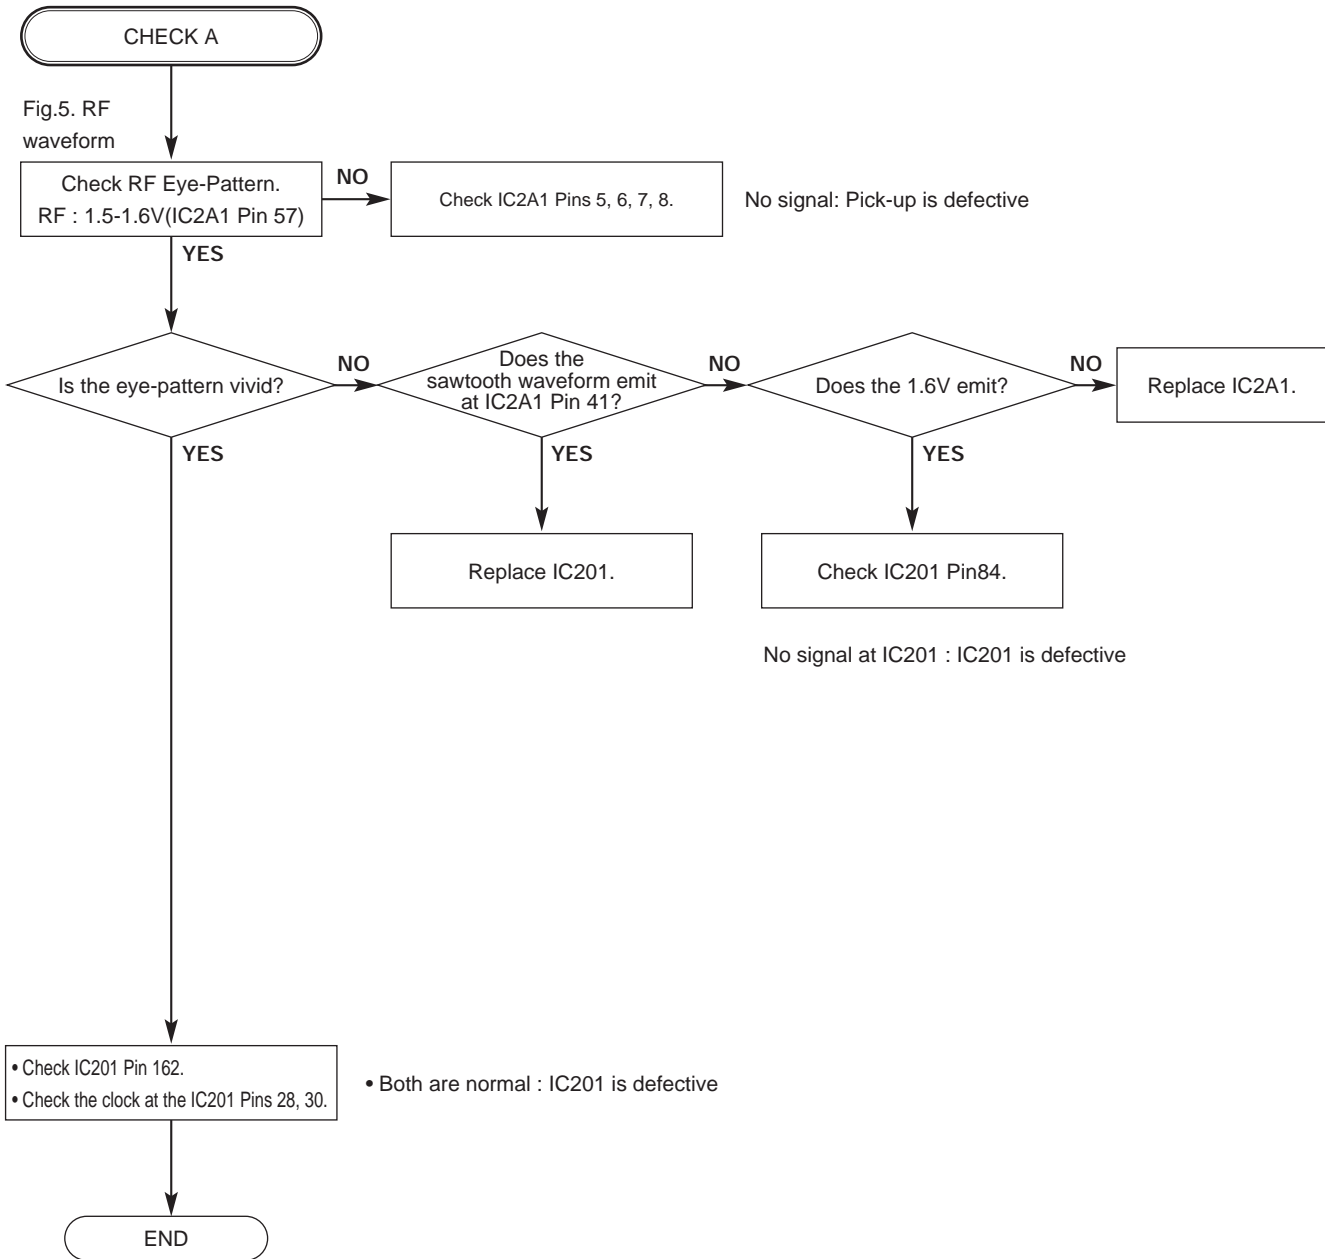 CHECK A
Fig.5. RF
waveform
Check RF Eye-Pattern.
RF : 1.5-1.6V(IC2A1 Pin 57)
NO
Check IC2A1 Pins 5, 6, 7, 8.
No signal: Pick-up is defective
YES
Is the eye-pattern vivid?
NO
Does the
sawtooth waveform emit
at IC2A1 Pin 41?
NO
Does the 1.6V emit?
NO
Replace IC2A1.
YES
YES
YES
Replace IC201.
Check IC201 Pin84.
No signal at IC201 : IC201 is defective
• Check IC201 Pin 162.
• Check the clock at the IC201 Pins 28, 30.
• Both are normal : IC201 is defective
END